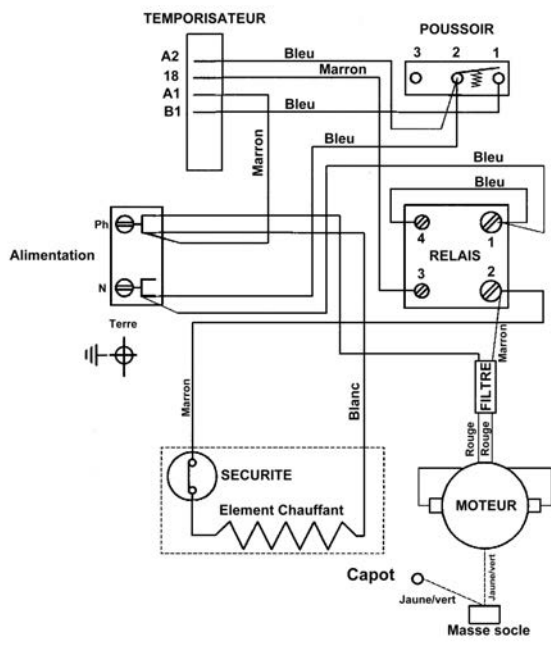 TEMPORISATEUR
POUSSOIR
A2
18
A1
B1
Bleu
Marron
Bleu
Bleu
Marron
3 2 1
Bleu
Bleu
Ph
Alimentation
N
Terre
4 1
RELAIS
3 2
Marron
Marron
Blanc
FILTRE
Rouge
Rouge
SECURITE
Element Chauffant
MOTEUR
Capot
Jaune/vert
Jaune/vert
Masse socle